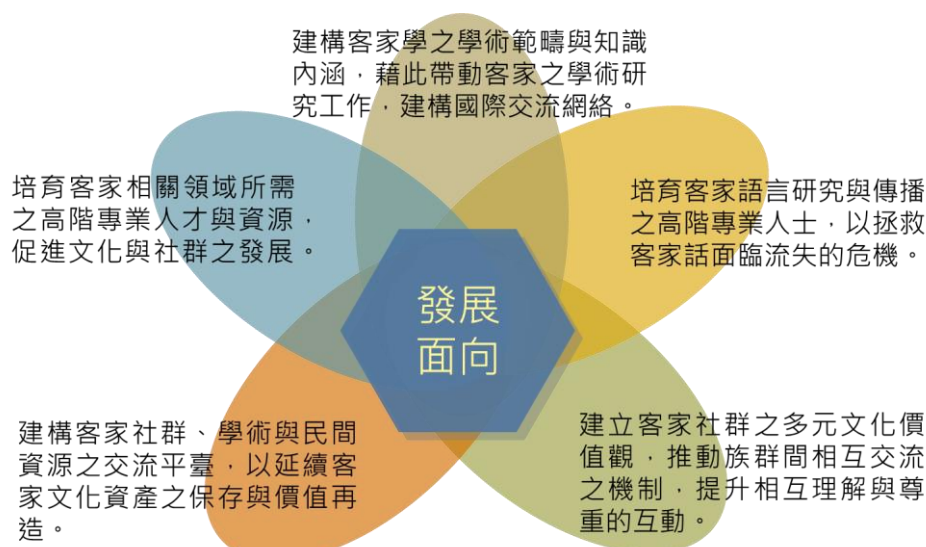 建構客家學之學術範疇與知識
內涵，藉此帶動客家之學術研
究工作，建構國際交流網絡。
培育客家相關領域所需
之高階專業人才與資源，
促進文化與社群之發展。
培育客家語言研究與傳播
之高階專業人士，以拯救
客家話面臨流失的危機。
發展
面向
建構客家社群、學術與民間
資源之交流平臺，以延續客
家文化資產之保存與價值再
造。
建立客家社群之多元文化價
值觀，推動族群間相互交流
之機制，提升相互理解與尊
重的互動。